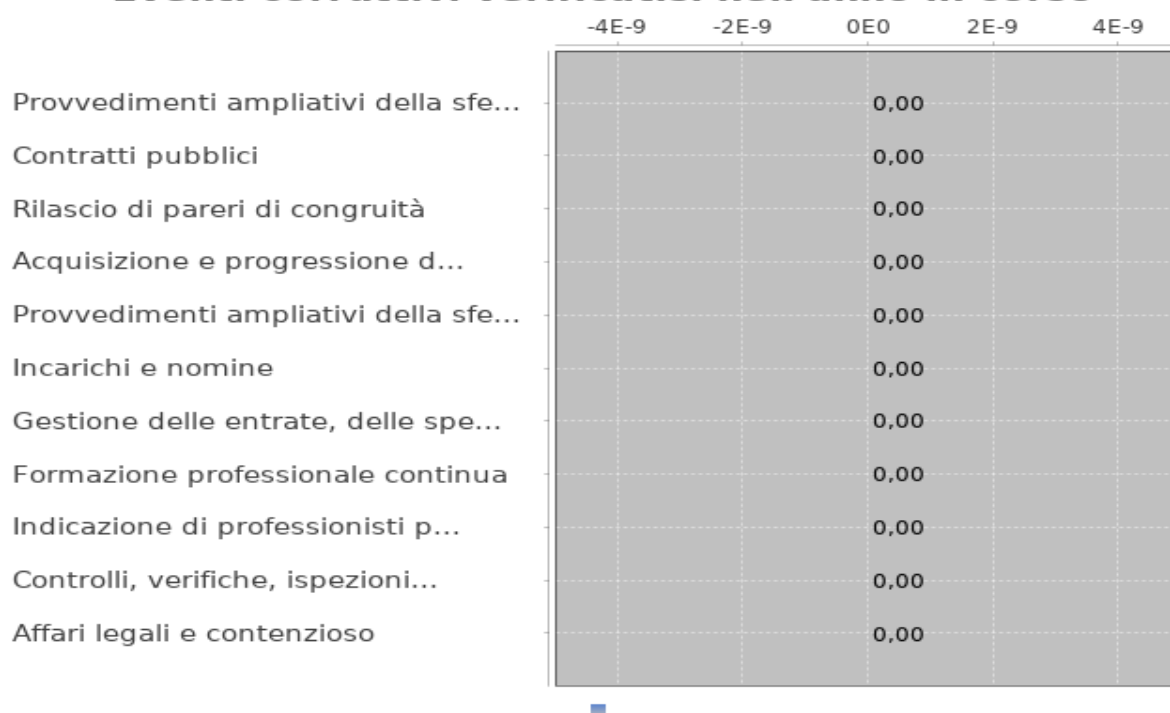 -4E-9 -2E-9 0E0 2E-9 4E-9
Provvedimenti ampliativi della sfe... 0,00
Contratti pubblici 0,00
Rilascio di pareri di congruità 0,00
Acquisizione e progressione d... 0,00
Provvedimenti ampliativi della sfe... 0,00
Incarichi e nomine 0,00
Gestione delle entrate, delle spe... 0,00
Formazione professionale continua 0,00
Indicazione di professionisti p... 0,00
Controlli, verifiche, ispezioni... 0,00
Affari legali e contenzioso 0,00